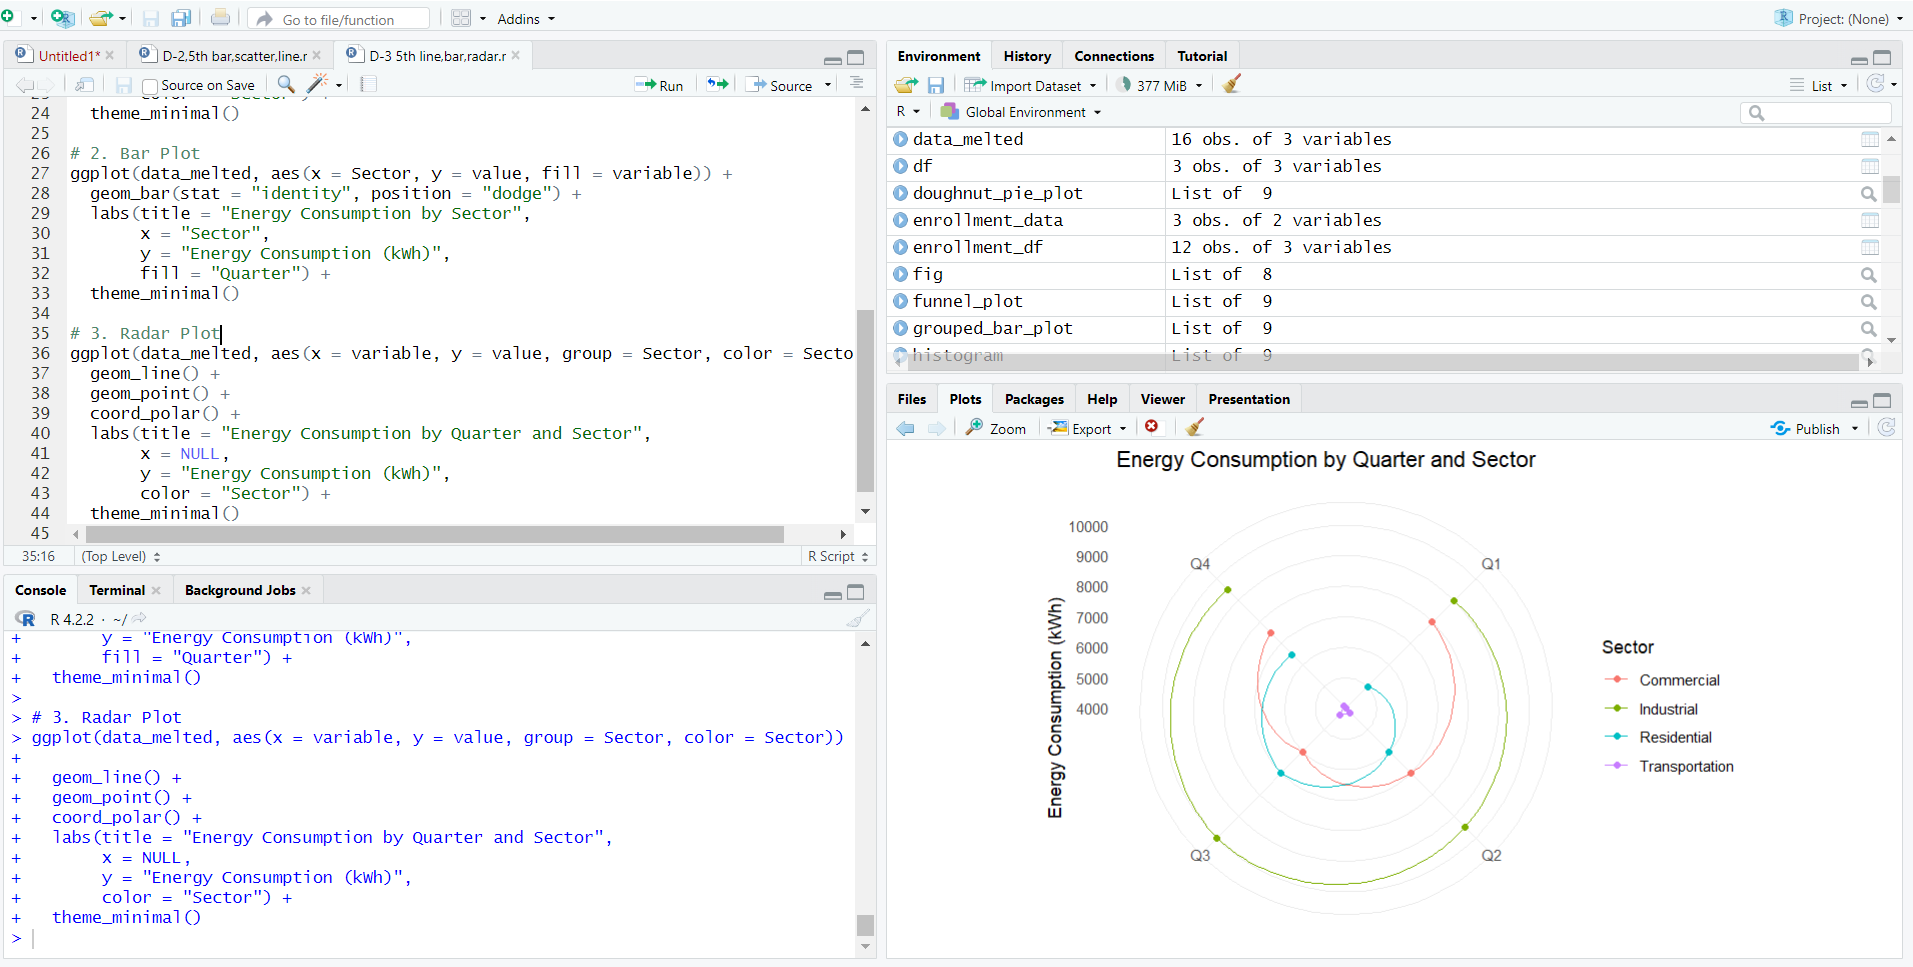 Go to file/function
Addins
Project: (None)
Untitled1*
D-2,5th bar,scatter,line.r
D-3 5th line,bar,radar.r
Source on Save
Run
Source
24 theme_minimal()
25
26 # 2. Bar Plot
27 ggplot(data_melted, aes(x = Sector, y = value, fill = variable)) +
28 geom_bar(stat = "identity", position = "dodge") +
29 labs(title = "Energy Consumption by Sector",
30 x = "Sector",
31 y = "Energy Consumption (kWh)",
32 fill = "Quarter") +
33 theme_minimal()
34
35 # 3. Radar Plot
36 ggplot(data_melted, aes(x = variable, y = value, group = Sector, color = Secto
37 geom_line() +
38 geom_point() +
39 coord_polar() +
40 labs(title = "Energy Consumption by Quarter and Sector",
41 x = NULL,
42 y = "Energy Consumption (kWh)",
43 color = "Sector") +
44 theme_minimal()
45
35:16
(Top Level)
R Script
Console
Terminal
Background Jobs
R 4.2.2 · ~/
+ y = "Energy Consumption (kWh)",
+ fill = "Quarter") +
+ theme_minimal()
>
> # 3. Radar Plot
> ggplot(data_melted, aes(x = variable, y = value, group = Sector, color = Sector))
+
+ geom_line() +
+ geom_point() +
+ coord_polar() +
+ labs(title = "Energy Consumption by Quarter and Sector",
+ x = NULL,
+ y = "Energy Consumption (kWh)",
+ color = "Sector") +
+ theme_minimal()
>
Environment
History
Connections
Tutorial
Import Dataset
377 MiB
List
R
Global Environment
data_melted 16 obs. of 3 variables
df 3 obs. of 3 variables
doughnut_pie_plot List of 9
enrollment_data 3 obs. of 2 variables
enrollment_df 12 obs. of 3 variables
fig List of 8
funnel_plot List of 9
grouped_bar_plot List of 9
histogram List of 9
Files
Plots
Packages
Help
Viewer
Presentation
Zoom
Export
Publish
Energy Consumption by Quarter and Sector
Energy Consumption (kWh)
10000
9000
8000
7000
6000
5000
4000
Q4
Q1
Q3
Q2
Sector
Commercial
Industrial
Residential
Transportation